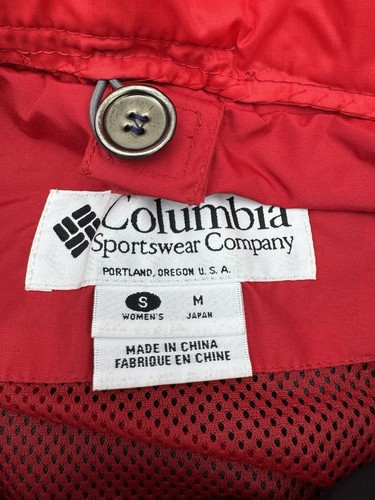 Columbia
Sportswear Company
PORTLAND, OREGON U. S. A.
S M
WOMEN'S JAPAN
MADE IN CHINA
FABRIQUE EN CHINE